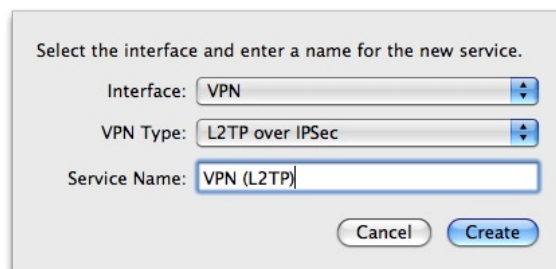 Select the interface and enter a name for the new service.
Interface: VPN
VPN Type: L2TP over IPSec
Service Name: VPN (L2TP)
Cancel Create